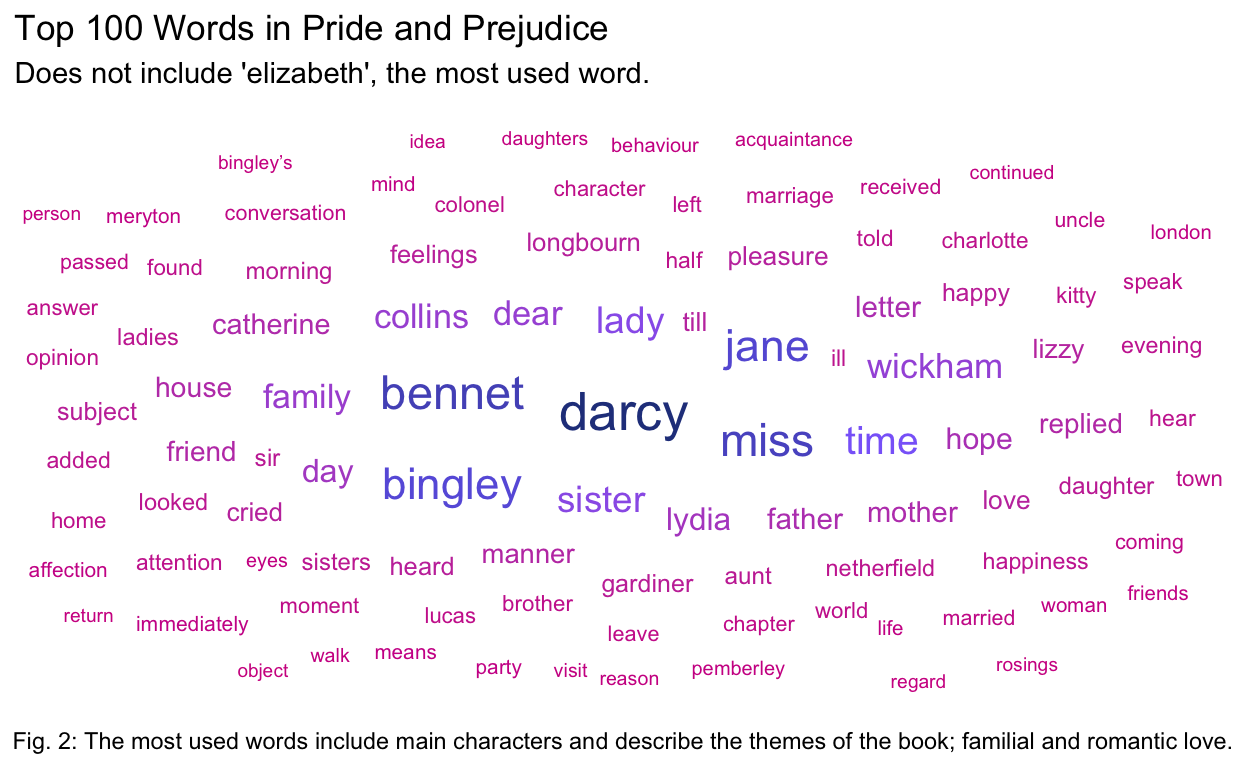 Top 100 Words in Pride and Prejudice
Does not include 'elizabeth', the most used word.
idea daughters behaviour acquaintance
bingley’s mind character marriage received continued
person meryton conversation colonel left uncle london
passed found morning feelings longbourn half pleasure told charlotte
answer ladies catherine collins dear lady till letter happy kitty speak
opinion jane ill wickham lizzy evening
subject house family bennet darcy miss time hope replied hear
added friend sir day bingley sister daughter town
home looked cried lydia father mother love
affection attention eyes sisters heard manner gardiner aunt netherfield happiness coming
return immediately moment lucas brother leave chapter world life married woman friends
object walk means party visit reason pemberley regard rosings
Fig. 2: The most used words include main characters and describe the themes of the book; familial and romantic love.